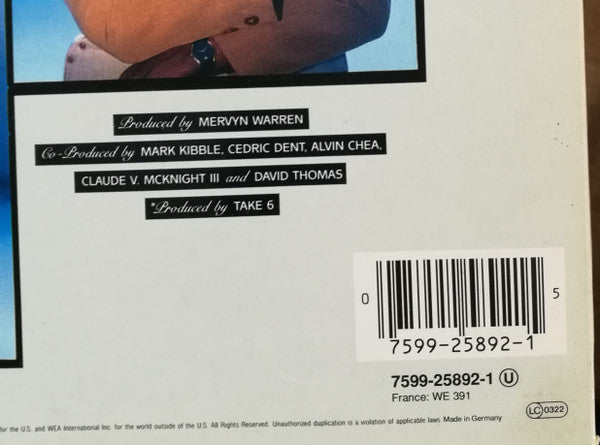 Produced by MERVYN WARREN
Co-Produced by MARK KIBBLE, CEDRIC DENT, ALVIN CHEA,
CLAUDE V. MCKNIGHT III and DAVID THOMAS
*Produced by TAKE 6
0 7599-25892-1 5
7599-25892-1 U
France: WE 391
LC 0322
for the U.S. and WEA International Inc. for the world outside of the U.S. All Rights Reserved. Unauthorized duplication is a violation of applicable laws. Made in Germany